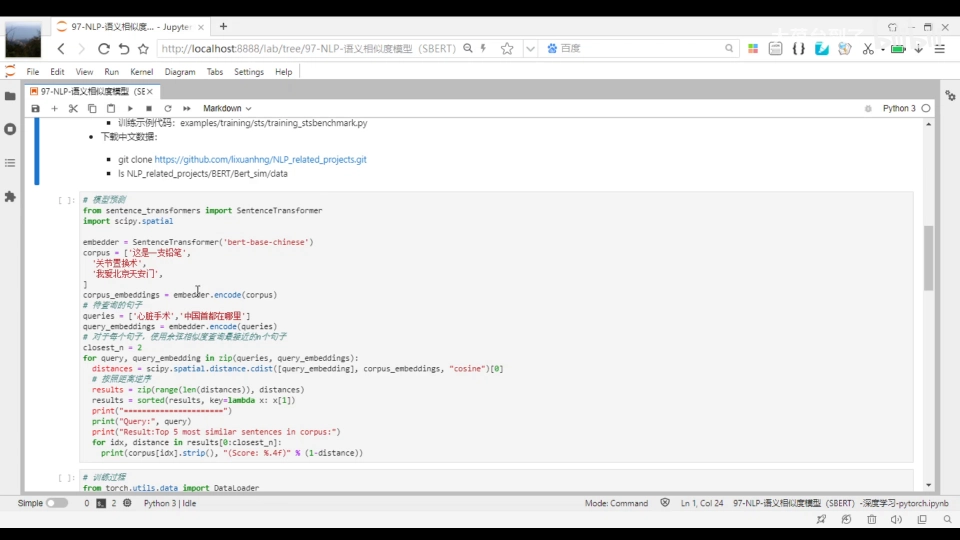 97-NLP-语义相似度... - Jupyter
http://localhost:8888/lab/tree/97-NLP-语义相似度模型（SBERT）
百度
File Edit View Run Kernel Diagram Tabs Settings Help
97-NLP-语义相似度模型（SE
Markdown
Python 3
训练示例代码：examples/training/sts/training_stsbenchmark.py
下载中文数据:
git clone https://github.com/lixuanhng/NLP_related_projects.git
ls NLP_related_projects/BERT/Bert_sim/data
[ ]:
# 模型预测
from sentence_transformers import SentenceTransformer
import scipy.spatial
embedder = SentenceTransformer('bert-base-chinese')
corpus = ['这是一支铅笔',
'关节置换术',
'我爱北京天安门',
]
corpus_embeddings = embedder.encode(corpus)
# 待查询的句子
queries = ['心脏手术','中国首都在哪里']
query_embeddings = embedder.encode(queries)
# 对于每个句子，使用余弦相似度查询最接近的n个句子
closest_n = 2
for query, query_embedding in zip(queries, query_embeddings):
distances = scipy.spatial.distance.cdist([query_embedding], corpus_embeddings, "cosine")[0]
# 按照距离逆序
results = zip(range(len(distances)), distances)
results = sorted(results, key=lambda x: x[1])
print("======================")
print("Query:", query)
print("Result:Top 5 most similar sentences in corpus:")
for idx, distance in results[0:closest_n]:
print(corpus[idx].strip(), "(Score: %.4f)" % (1-distance))
[ ]:
# 训练过程
from torch.utils.data import DataLoader
Simple 0 2 Python 3 | Idle Mode: Command Ln 1, Col 24 97-NLP-语义相似度模型（SBERT）-深度学习-pytorch.ipynb